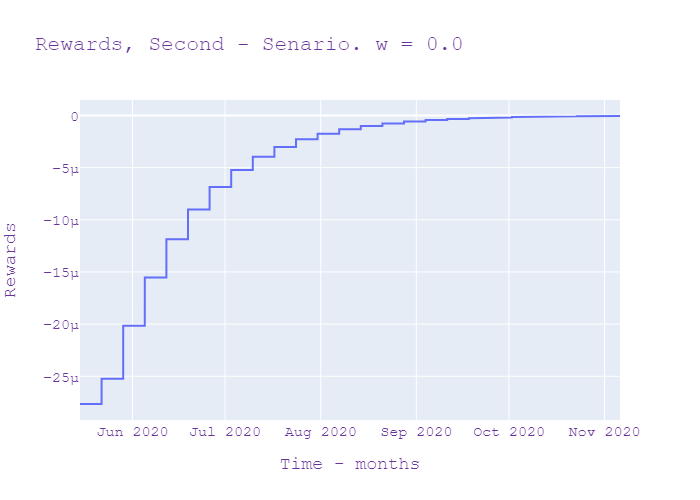 Rewards, Second - Senario. w = 0.0
0
−5μ
−10μ
−15μ
−20μ
−25μ
Rewards
Jun 2020 Jul 2020 Aug 2020 Sep 2020 Oct 2020 Nov 2020
Time - months